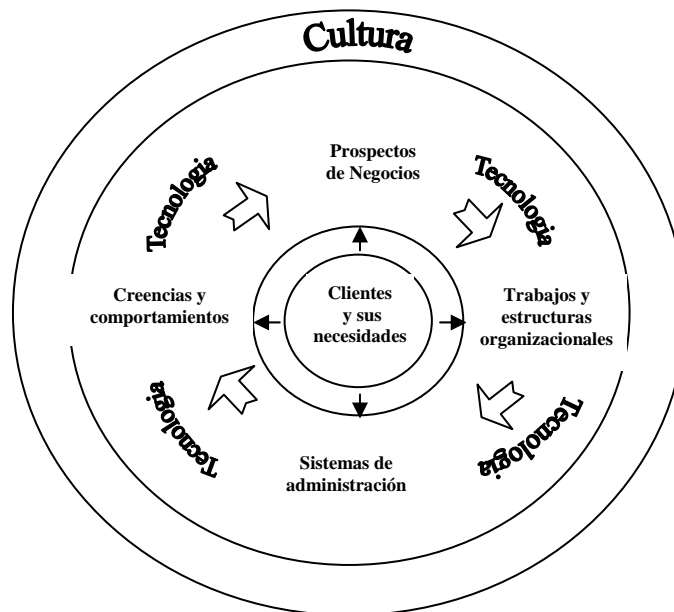 Cultura
Prospectos
de Negocios
Tecnologia
Tecnologia
Creencias y
comportamientos
Clientes
y sus
necesidades
Trabajos y
estructuras
organizacionales
Tecnologia
Tecnologia
Sistemas de
administración